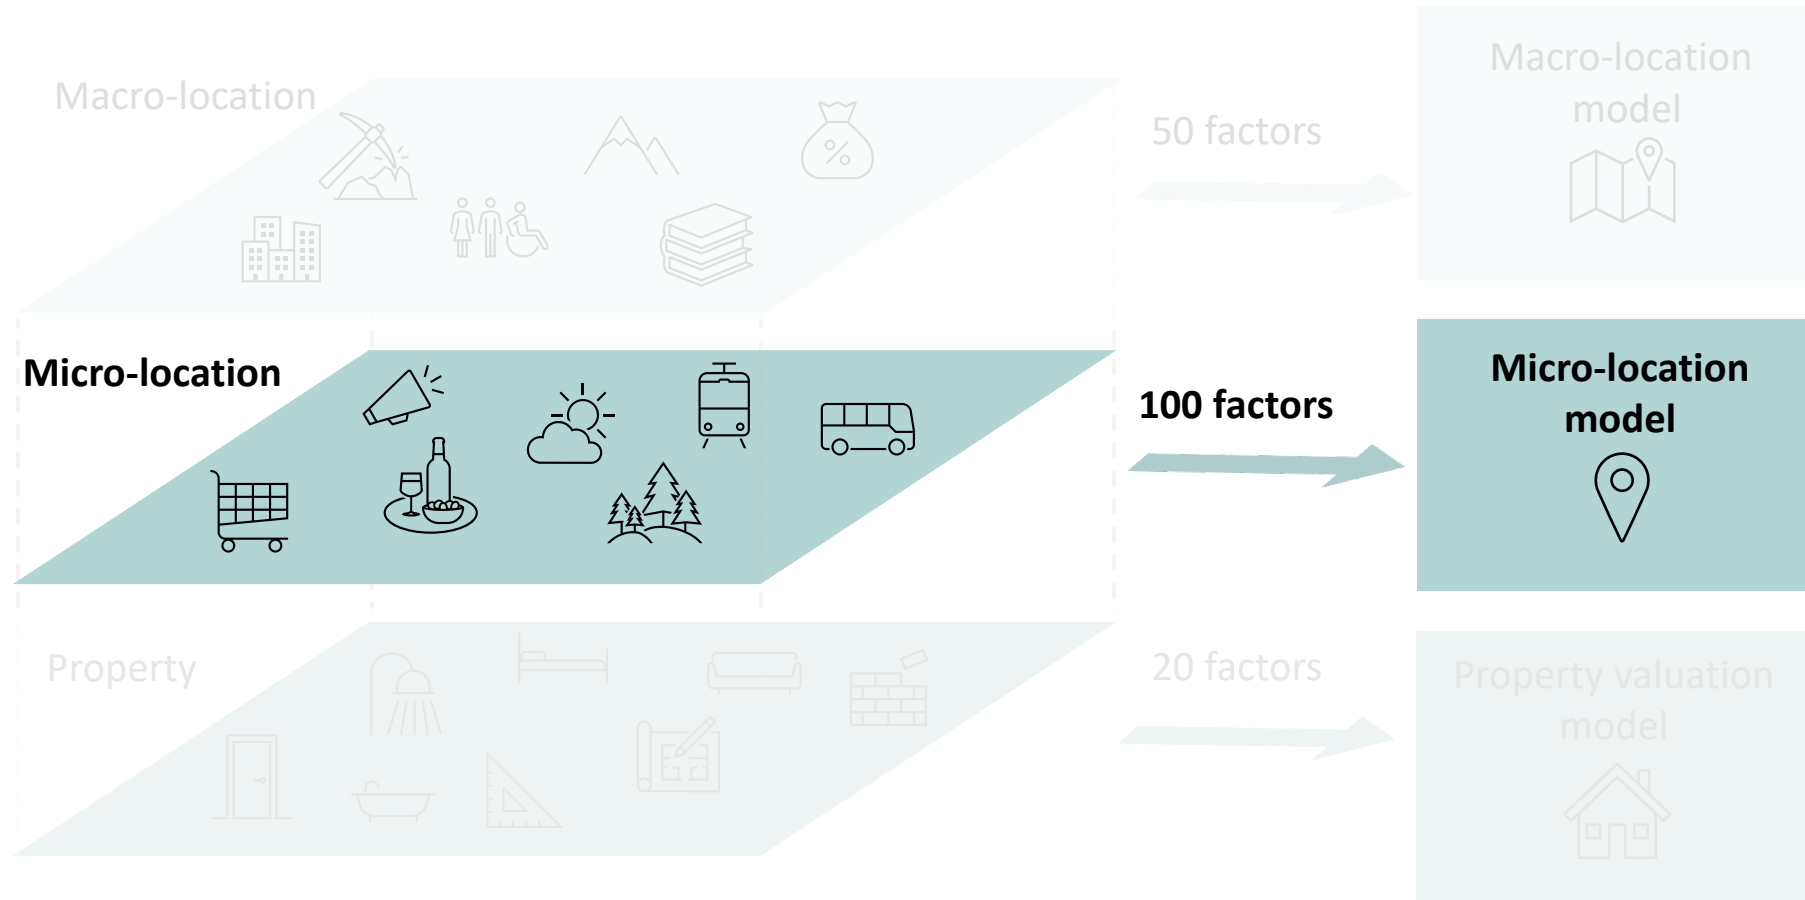 Macro-location
50 factors
Macro-location
model
Micro-location
100 factors
Micro-location
model
Property
20 factors
Property valuation
model